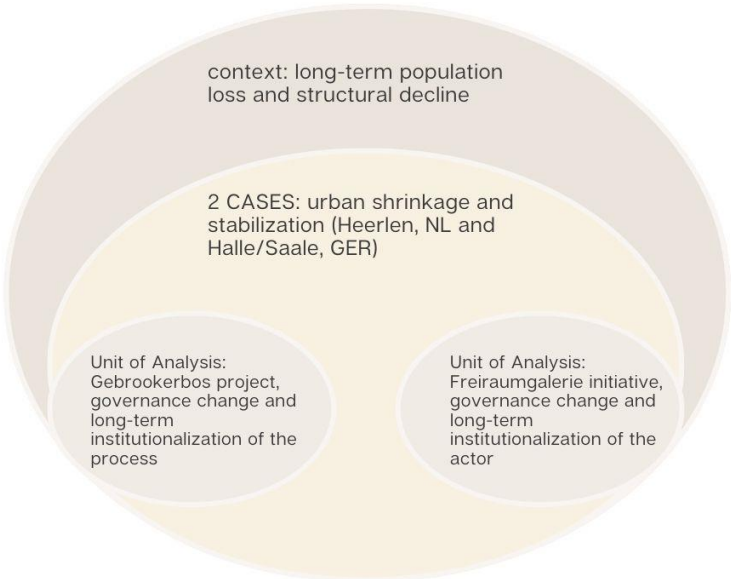 context: long-term population
loss and structural decline
2 CASES: urban shrinkage and
stabilization (Heerlen, NL and
Halle/Saale, GER)
Unit of Analysis:
Gebrookerbos project,
governance change and
long-term
institutionalization of the
process
Unit of Analysis:
Freiraumgalerie initiative,
governance change and
long-term
institutionalization of the
actor